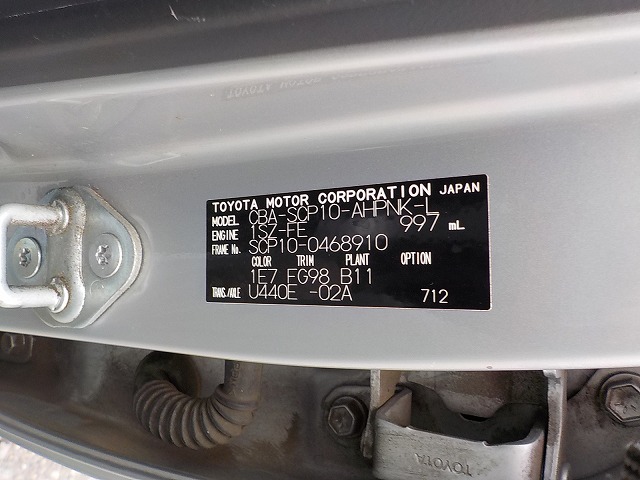 TOYOTA MOTOR CORPORATION JAPAN
MODEL CBA-SCP10-AHPNK-L
ENGINE 1SZ-FE 997 mL
FRAME No. SCP10-0468910
COLOR TRIM PLANT OPTION
1E7 FG98 B11
TRANS./AXLE U440E -02A 712
TOYOTA